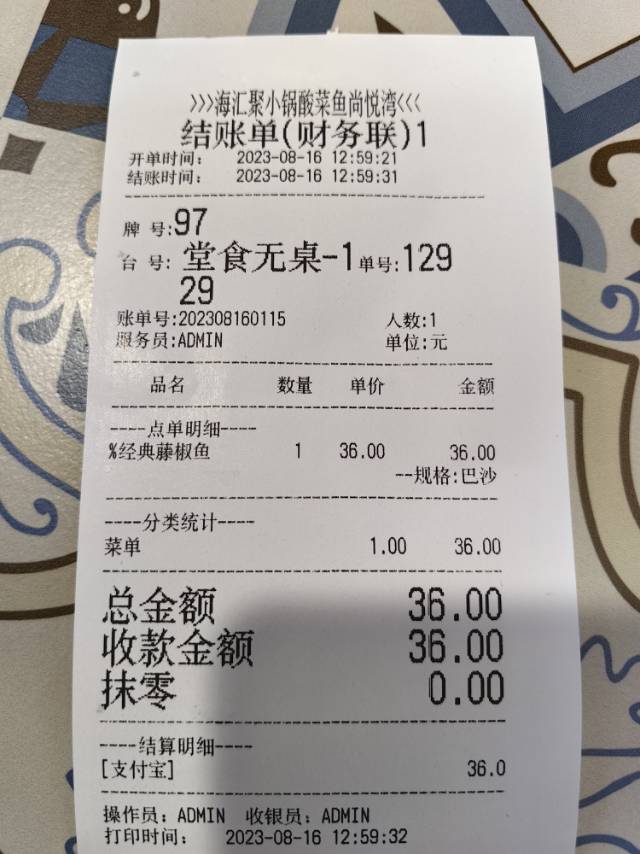 >>>海汇聚小锅酸菜鱼尚悦湾<<<
结账单(财务联)1
开单时间: 2023-08-16 12:59:21
结账时间: 2023-08-16 12:59:31
牌 号:97
台 号: 堂食无桌-1 单号:129
29
账单号:202308160115 人数:1
服务员:ADMIN 单位:元
品名 数量 单价 金额
----点单明细----
%经典藤椒鱼 1 36.00 36.00
--规格:巴沙
----分类统计----
菜单 1.00 36.00
总金额 36.00
收款金额 36.00
抹零 0.00
----结算明细----
[支付宝] 36.0
操作员: ADMIN 收银员: ADMIN
打印时间: 2023-08-16 12:59:32